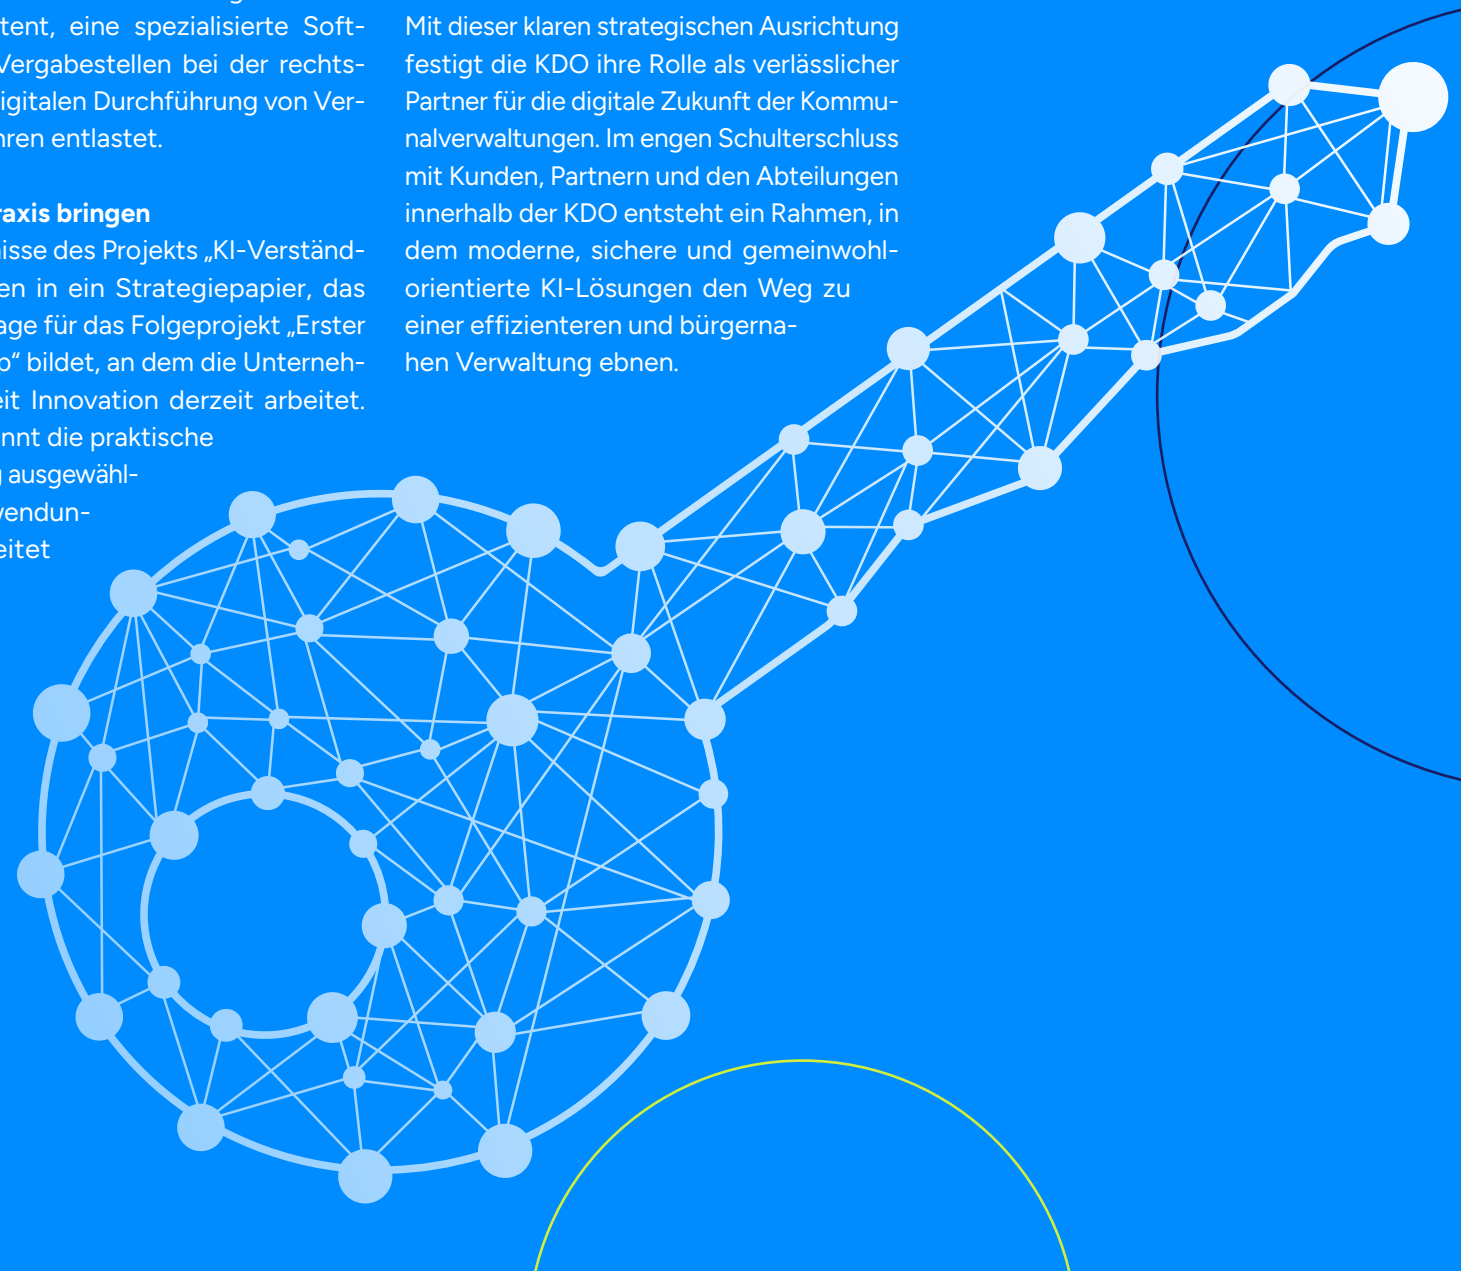 tent, eine spezialisierte Soft-
Vergabestellen bei der rechts-
igitalen Durchführung von Ver-
hren entlastet.
raxis bringen
nisse des Projekts „KI-Verständ-
en in ein Strategiepapier, das
age für das Folgeprojekt „Erster
“ bildet, an dem die Unterneh-
eit Innovation derzeit arbeitet.
nnt die praktische
ausgewähl-
wendun-
eitet
Mit dieser klaren strategischen Ausrichtung
festigt die KDO ihre Rolle als verlässlicher
Partner für die digitale Zukunft der Kommu-
nalverwaltungen. Im engen Schulterschluss
mit Kunden, Partnern und den Abteilungen
innerhalb der KDO entsteht ein Rahmen, in
dem moderne, sichere und gemeinwohl-
orientierte KI-Lösungen den Weg zu
einer effizienteren und bürgerna-
hen Verwaltung ebnen.